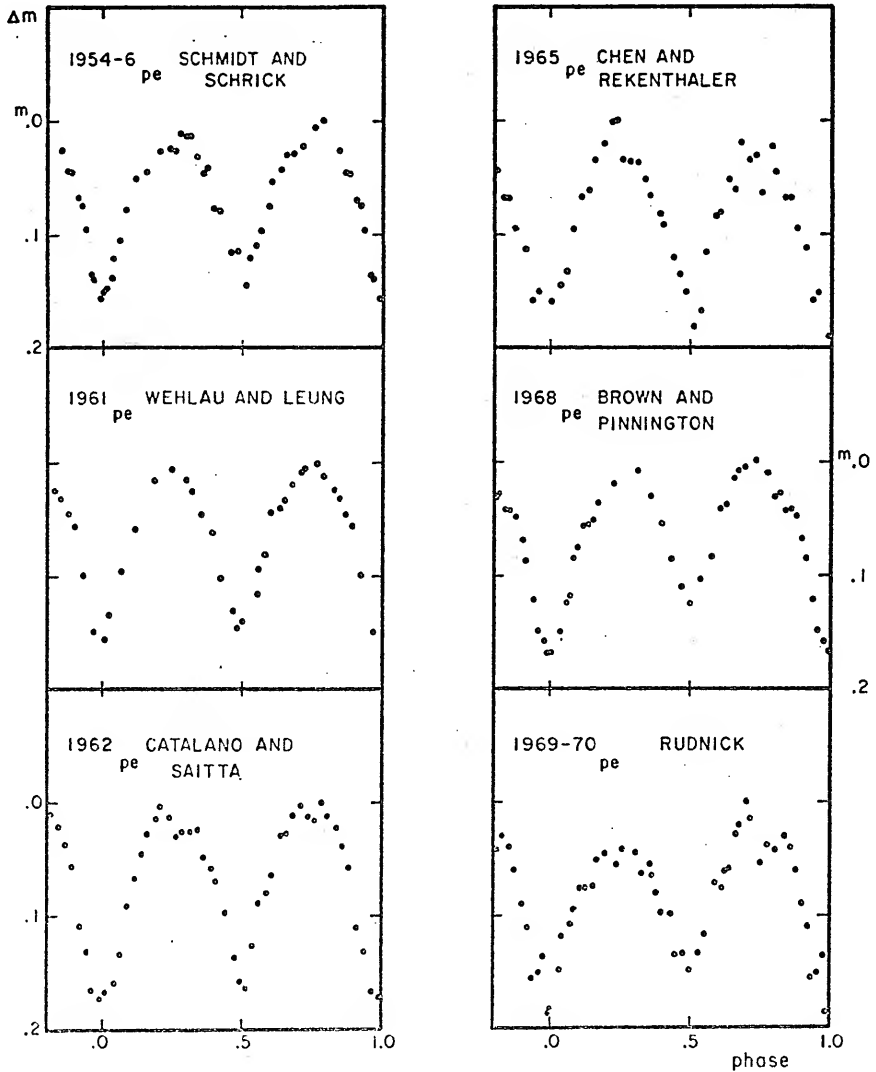 Δm
1954-6 pe SCHMIDT AND
SCHRICK
m .0
.1
.2
1961 pe WEHLAU AND LEUNG
1962 pe CATALANO AND
SAITTA
.0
.1
.2
.0 .5 1.0
1965 pe CHEN AND
REKENTHALER
1968 pe BROWN AND
PINNINGTON
m .0
.1
.2
1969-70 pe RUDNICK
.0 .5 1.0
phase